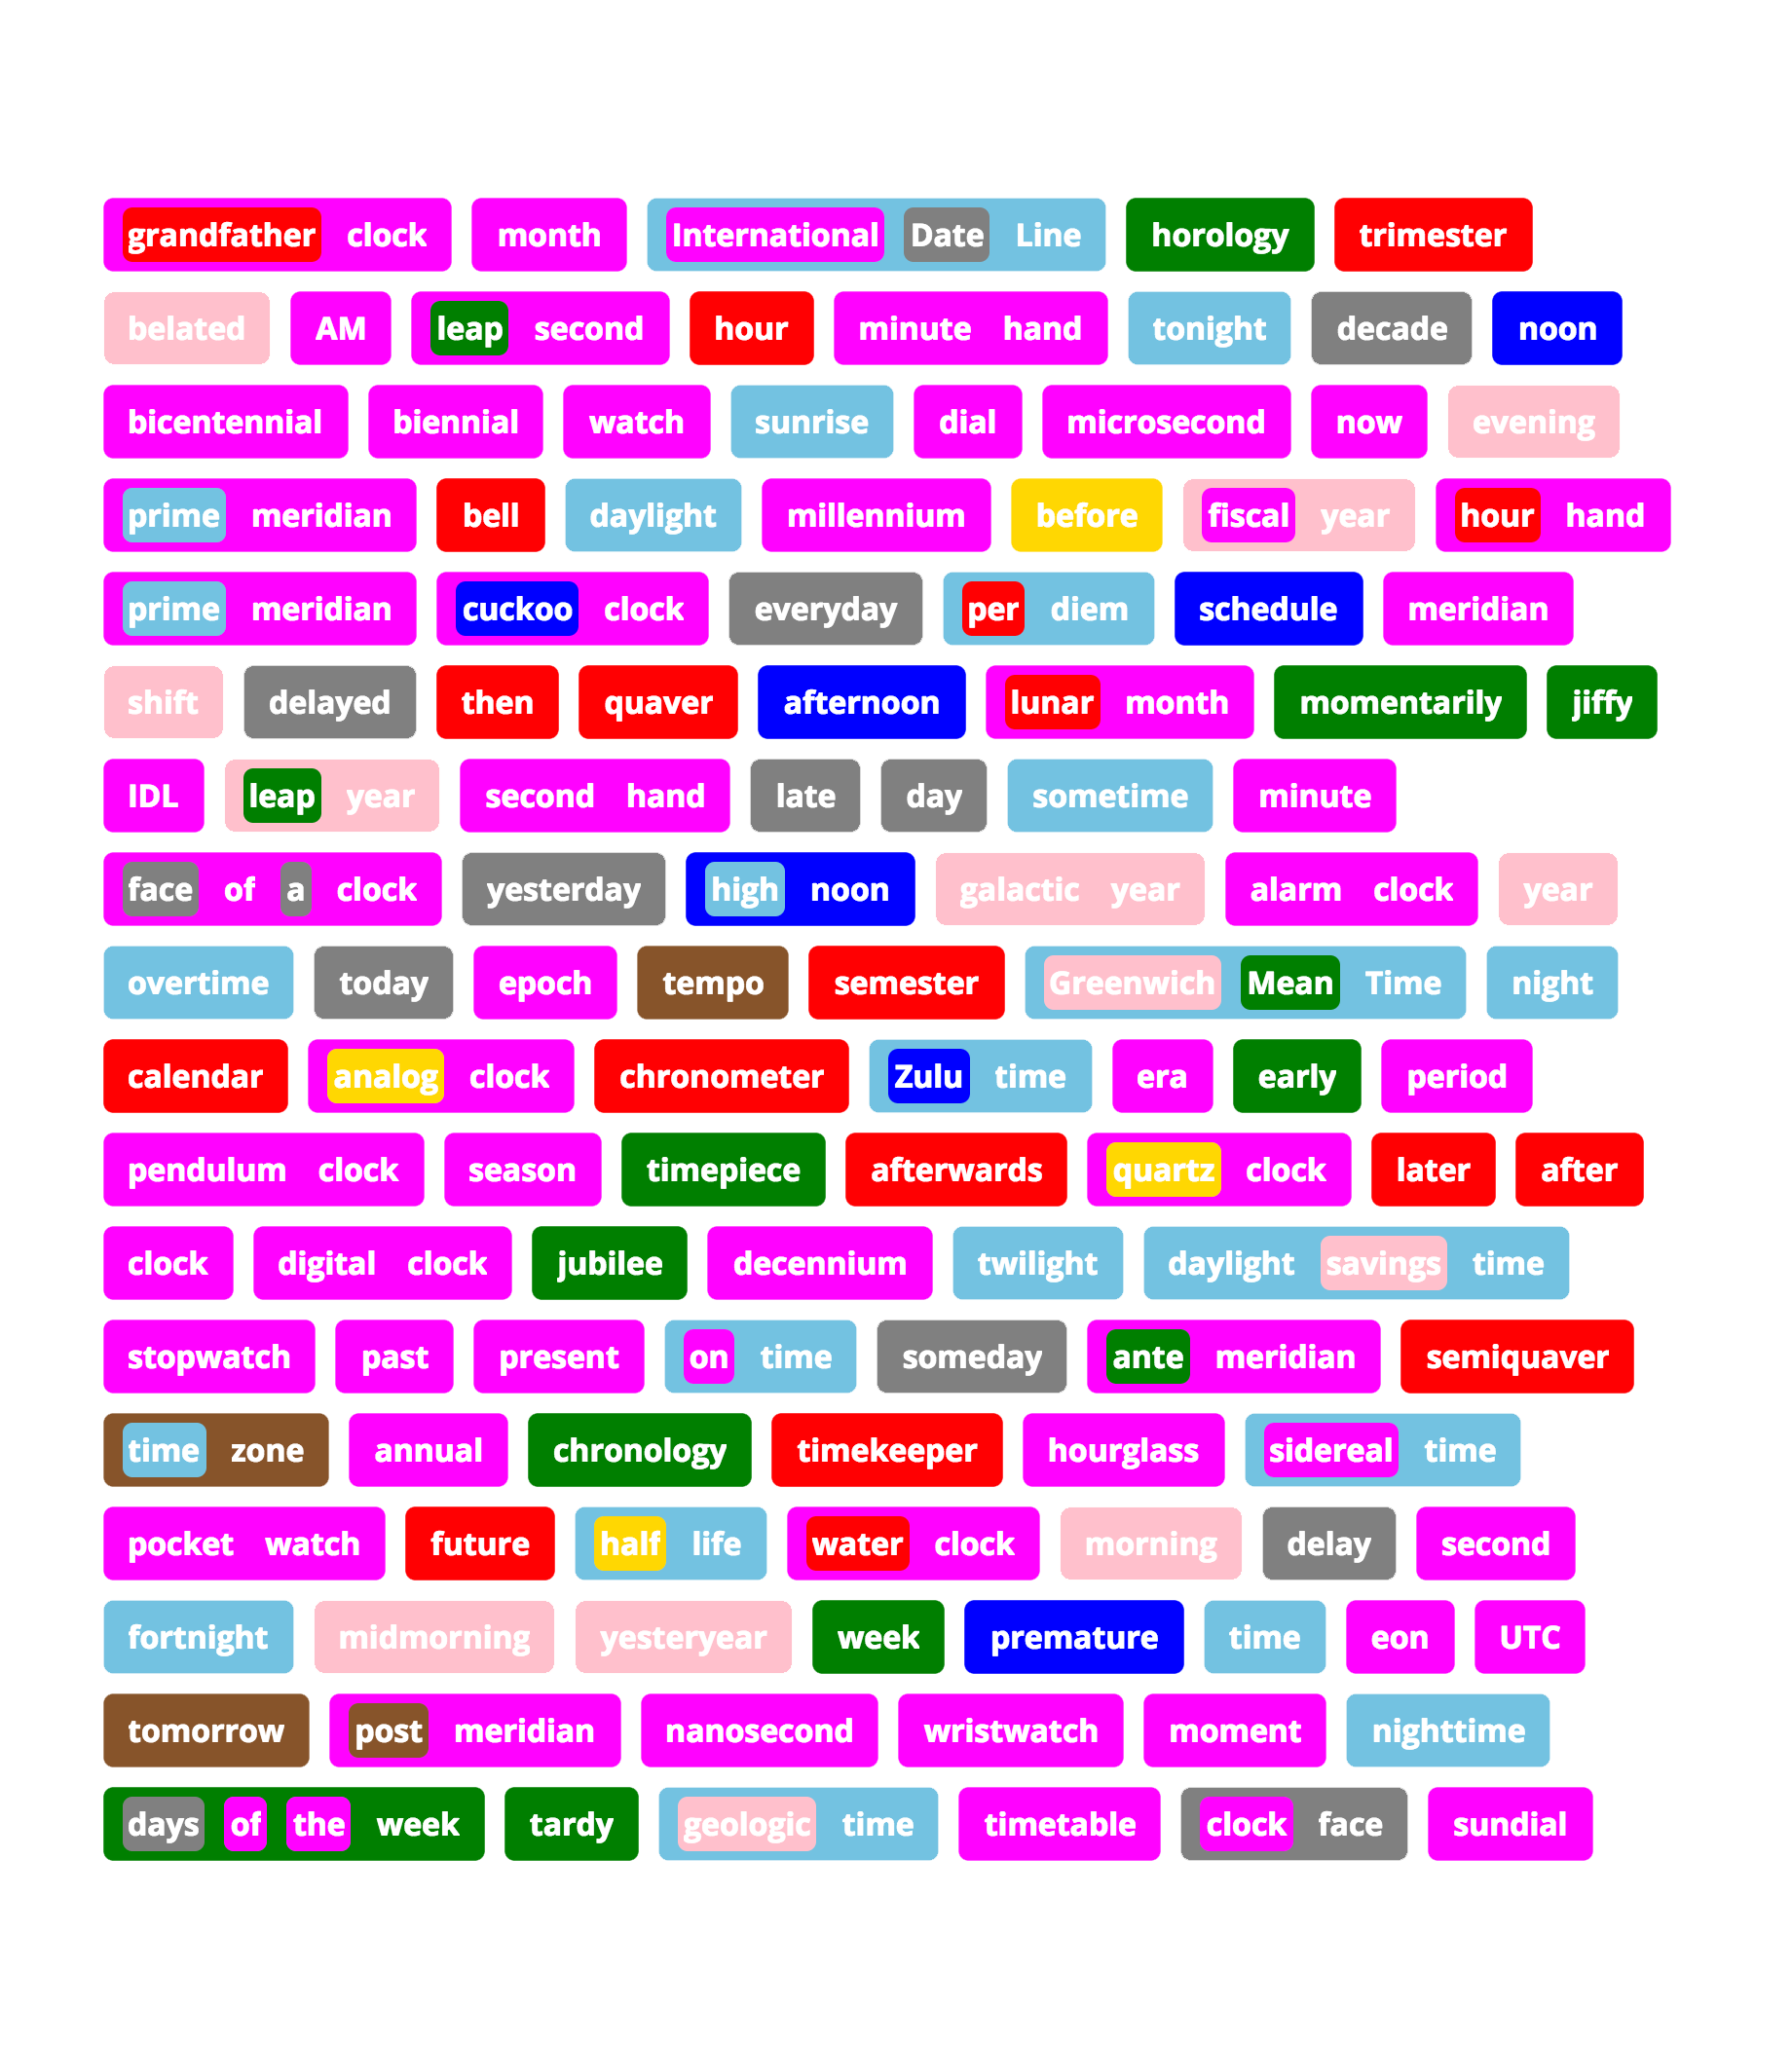 grandfather clock month International Date Line horology trimester
belated AM leap second hour minute hand tonight decade noon
bicentennial biennial watch sunrise dial microsecond now evening
prime meridian bell daylight millennium before fiscal year hour hand
prime meridian cuckoo clock everyday per diem schedule meridian
shift delayed then quaver afternoon lunar month momentarily jiffy
IDL leap year second hand late day sometime minute
face of a clock yesterday high noon galactic year alarm clock year
overtime today epoch tempo semester Greenwich Mean Time night
calendar analog clock chronometer Zulu time era early period
pendulum clock season timepiece afterwards quartz clock later after
clock digital clock jubilee decennium twilight daylight savings time
stopwatch past present on time someday ante meridian semiquaver
time zone annual chronology timekeeper hourglass sidereal time
pocket watch future half life water clock morning delay second
fortnight midmorning yesteryear week premature time eon UTC
tomorrow post meridian nanosecond wristwatch moment nighttime
days of the week tardy geologic time timetable clock face sundial